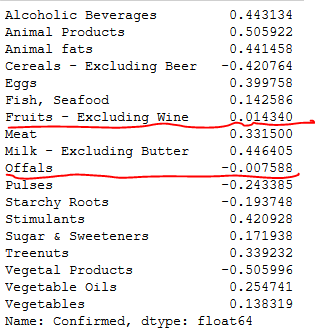 Alcoholic Beverages 0.443134
Animal Products 0.505922
Animal fats 0.441458
Cereals - Excluding Beer -0.420764
Eggs 0.399758
Fish, Seafood 0.142586
Fruits - Excluding Wine 0.014340
Meat 0.331500
Milk - Excluding Butter 0.446405
Offals -0.007588
Pulses -0.243385
Starchy Roots -0.193748
Stimulants 0.420928
Sugar & Sweeteners 0.171938
Treenuts 0.339232
Vegetal Products -0.505996
Vegetable Oils 0.254741
Vegetables 0.138319
Name: Confirmed, dtype: float64